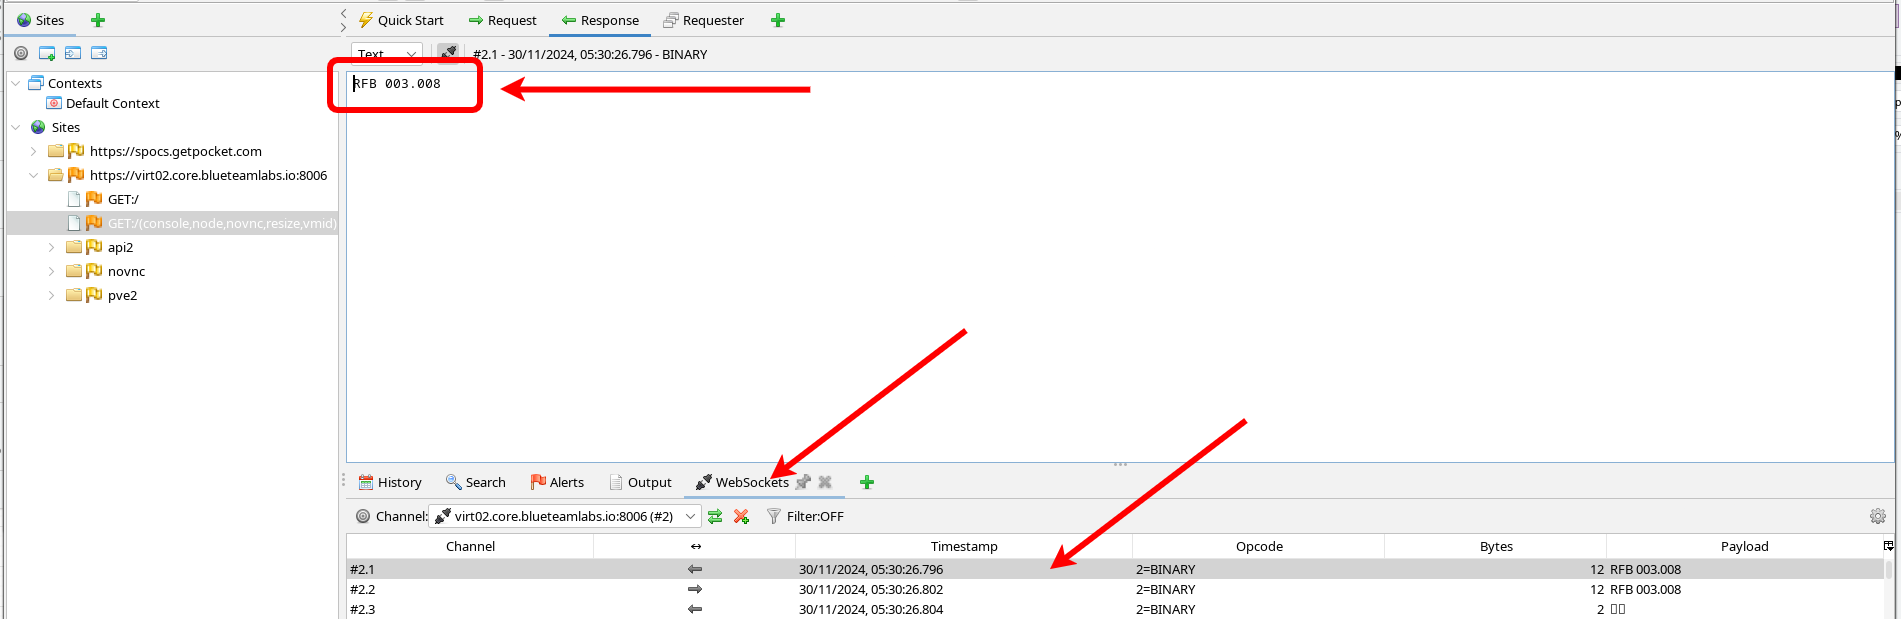 Sites
Quick Start
Request
Response
Requester
Text
#2.1 - 30/11/2024, 05:30:26.796 - BINARY
RFB 003.008
Contexts
Default Context
Sites
https://spocs.getpocket.com
https://virt02.core.blueteamlabs.io:8006
GET:/
GET:/(console,node,novnc,resize,vmid)
api2
novnc
pve2
History
Search
Alerts
Output
WebSockets
Channel: virt02.core.blueteamlabs.io:8006 (#2)
Filter:OFF
Channel ↔ Timestamp Opcode Bytes Payload
#2.1 30/11/2024, 05:30:26.796 2=BINARY 12 RFB 003.008
#2.2 30/11/2024, 05:30:26.802 2=BINARY 12 RFB 003.008
#2.3 30/11/2024, 05:30:26.804 2=BINARY 2